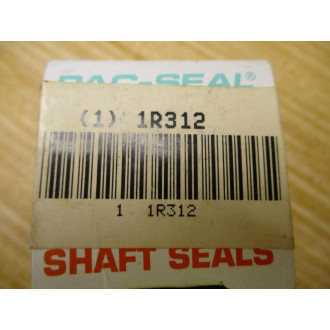 PAC-SEAL®
(1) 1R312
1 1R312
SHAFT SEALS